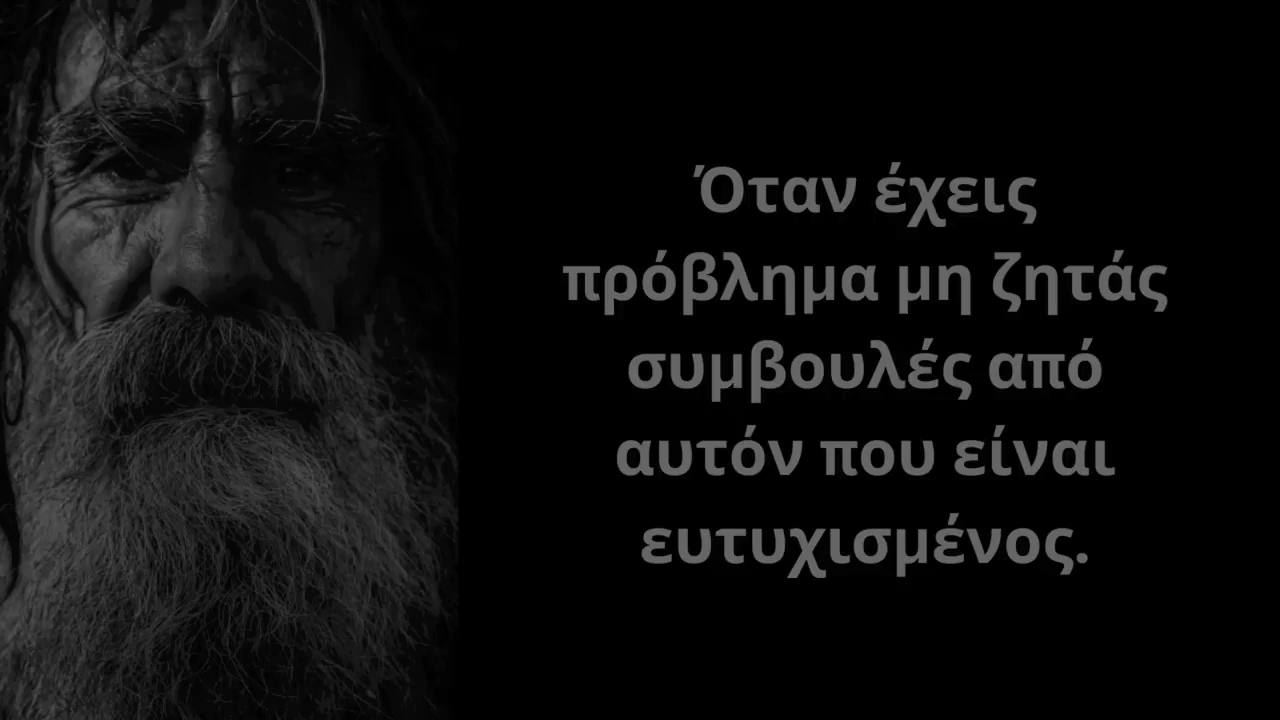 Όταν έχεις
πρόβλημα μη ζητάς
συμβουλές από
αυτόν που είναι
ευτυχισμένος.